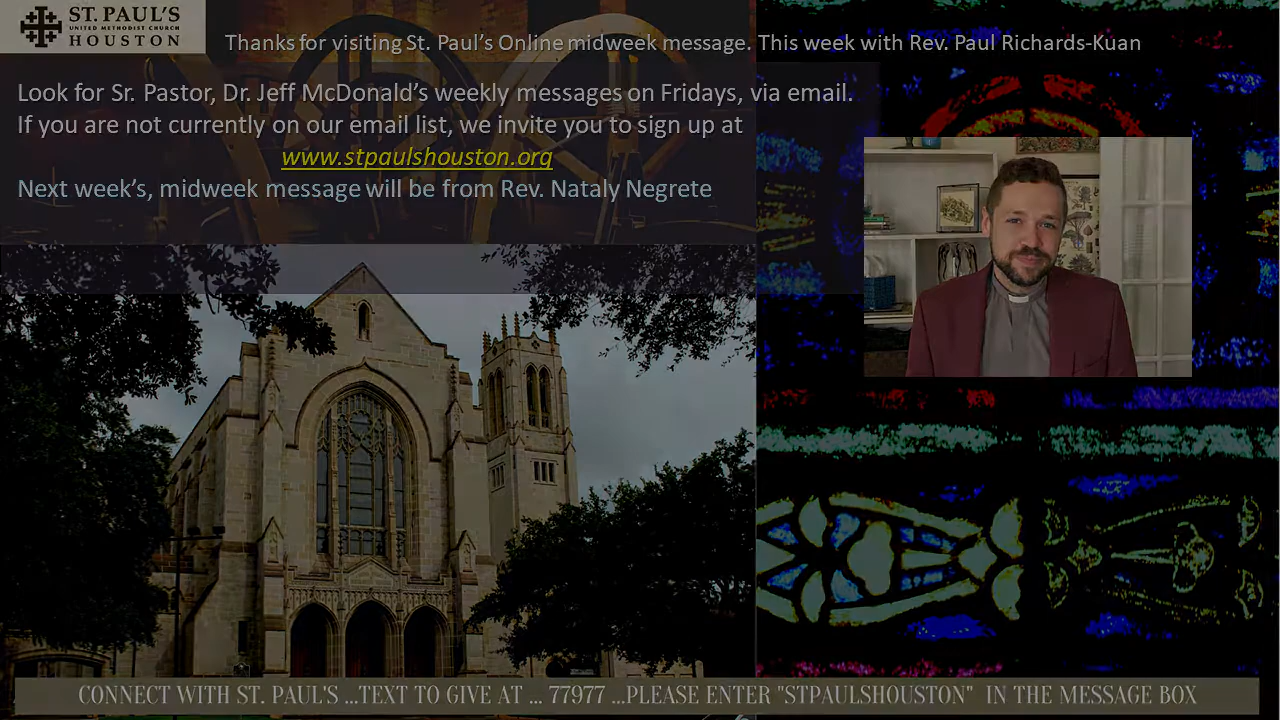 ST. PAUL'S
UNITED METHODIST CHURCH
HOUSTON
Thanks for visiting St. Paul's Online midweek message. This week with Rev. Paul Richards-Kuan
Look for Sr. Pastor, Dr. Jeff McDonald's weekly messages on Fridays, via email.
If you are not currently on our email list, we invite you to sign up at
www.stpaulshouston.org
Next week's, midweek message will be from Rev. Nataly Negrete
CONNECT WITH ST. PAUL'S ...TEXT TO GIVE AT ... 77977 ...PLEASE ENTER "STPAULSHOUSTON" IN THE MESSAGE BOX